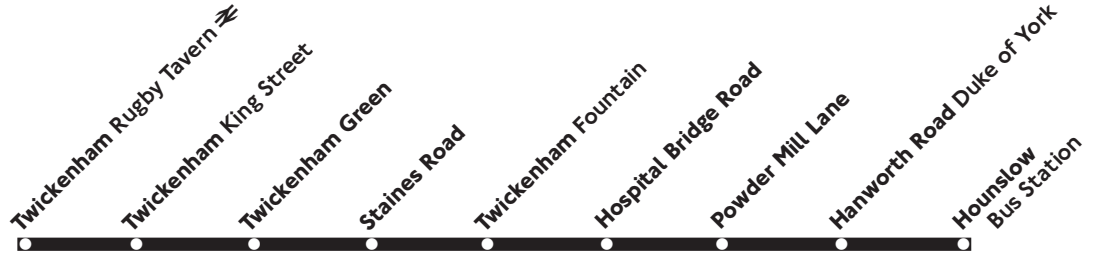 Twickenham Rugby Tavern
Twickenham King Street
Twickenham Green
Staines Road
Twickenham Fountain
Hospital Bridge Road
Powder Mill Lane
Hanworth Road Duke of York
Hounslow
Bus Station